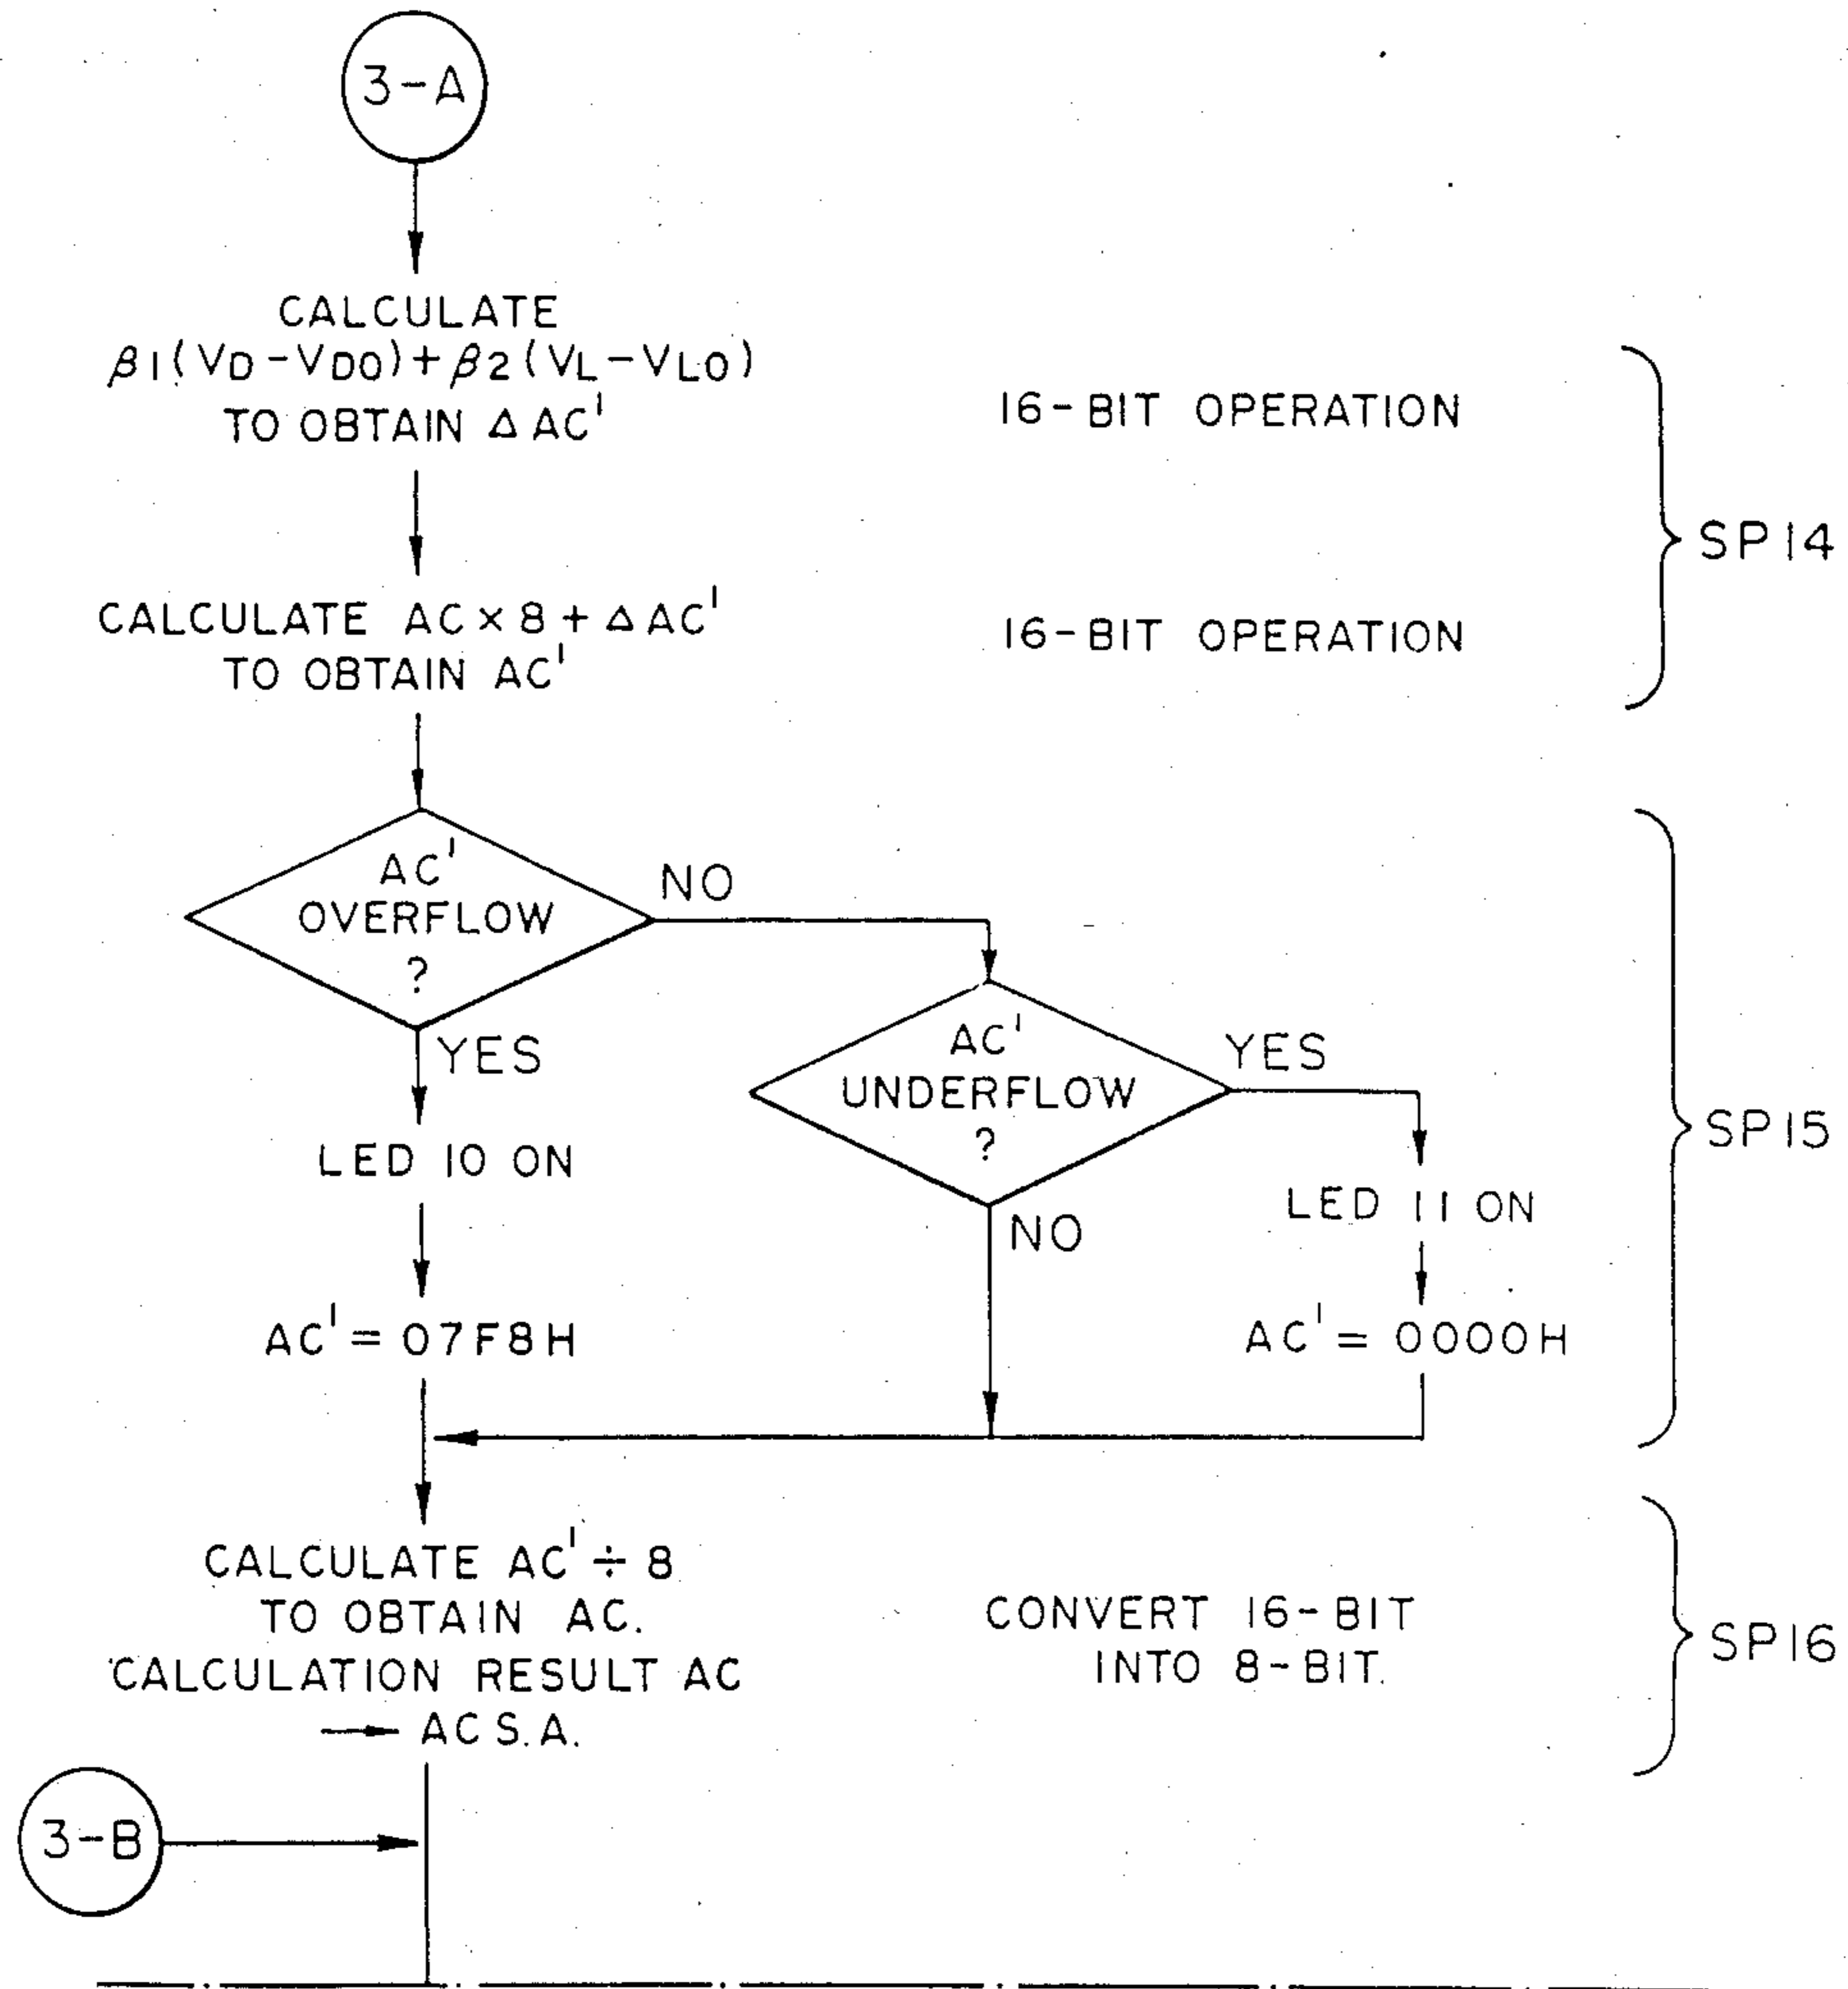 3-A
CALCULATE
β1(VD-VDO)+β2(VL-VLO)
TO OBTAIN Δ AC'
16-BIT OPERATION
SP14
CALCULATE AC×8+ΔAC'
TO OBTAIN AC'
16-BIT OPERATION
AC'
OVERFLOW
?
NO
YES
AC'
UNDERFLOW
?
YES
NO
SP15
LED 10 ON
LED 11 ON
AC'=07F8H
AC'=0000H
CALCULATE AC'÷8
TO OBTAIN AC.
CALCULATION RESULT AC
→ AC S.A.
CONVERT 16-BIT
INTO 8-BIT.
SP16
3-B